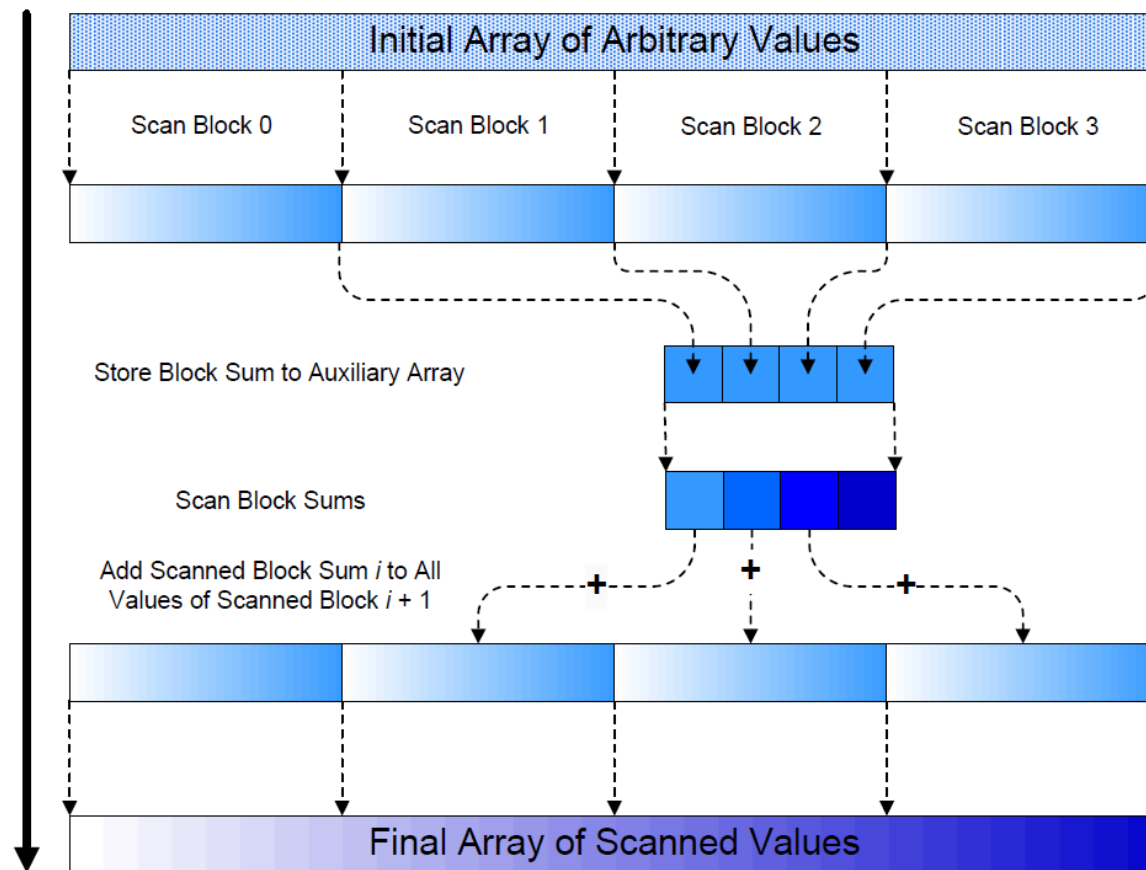 Initial Array of Arbitrary Values
Scan Block 0
Scan Block 1
Scan Block 2
Scan Block 3
Store Block Sum to Auxiliary Array
Scan Block Sums
Add Scanned Block Sum i to All
Values of Scanned Block i + 1
+
+
+
Final Array of Scanned Values